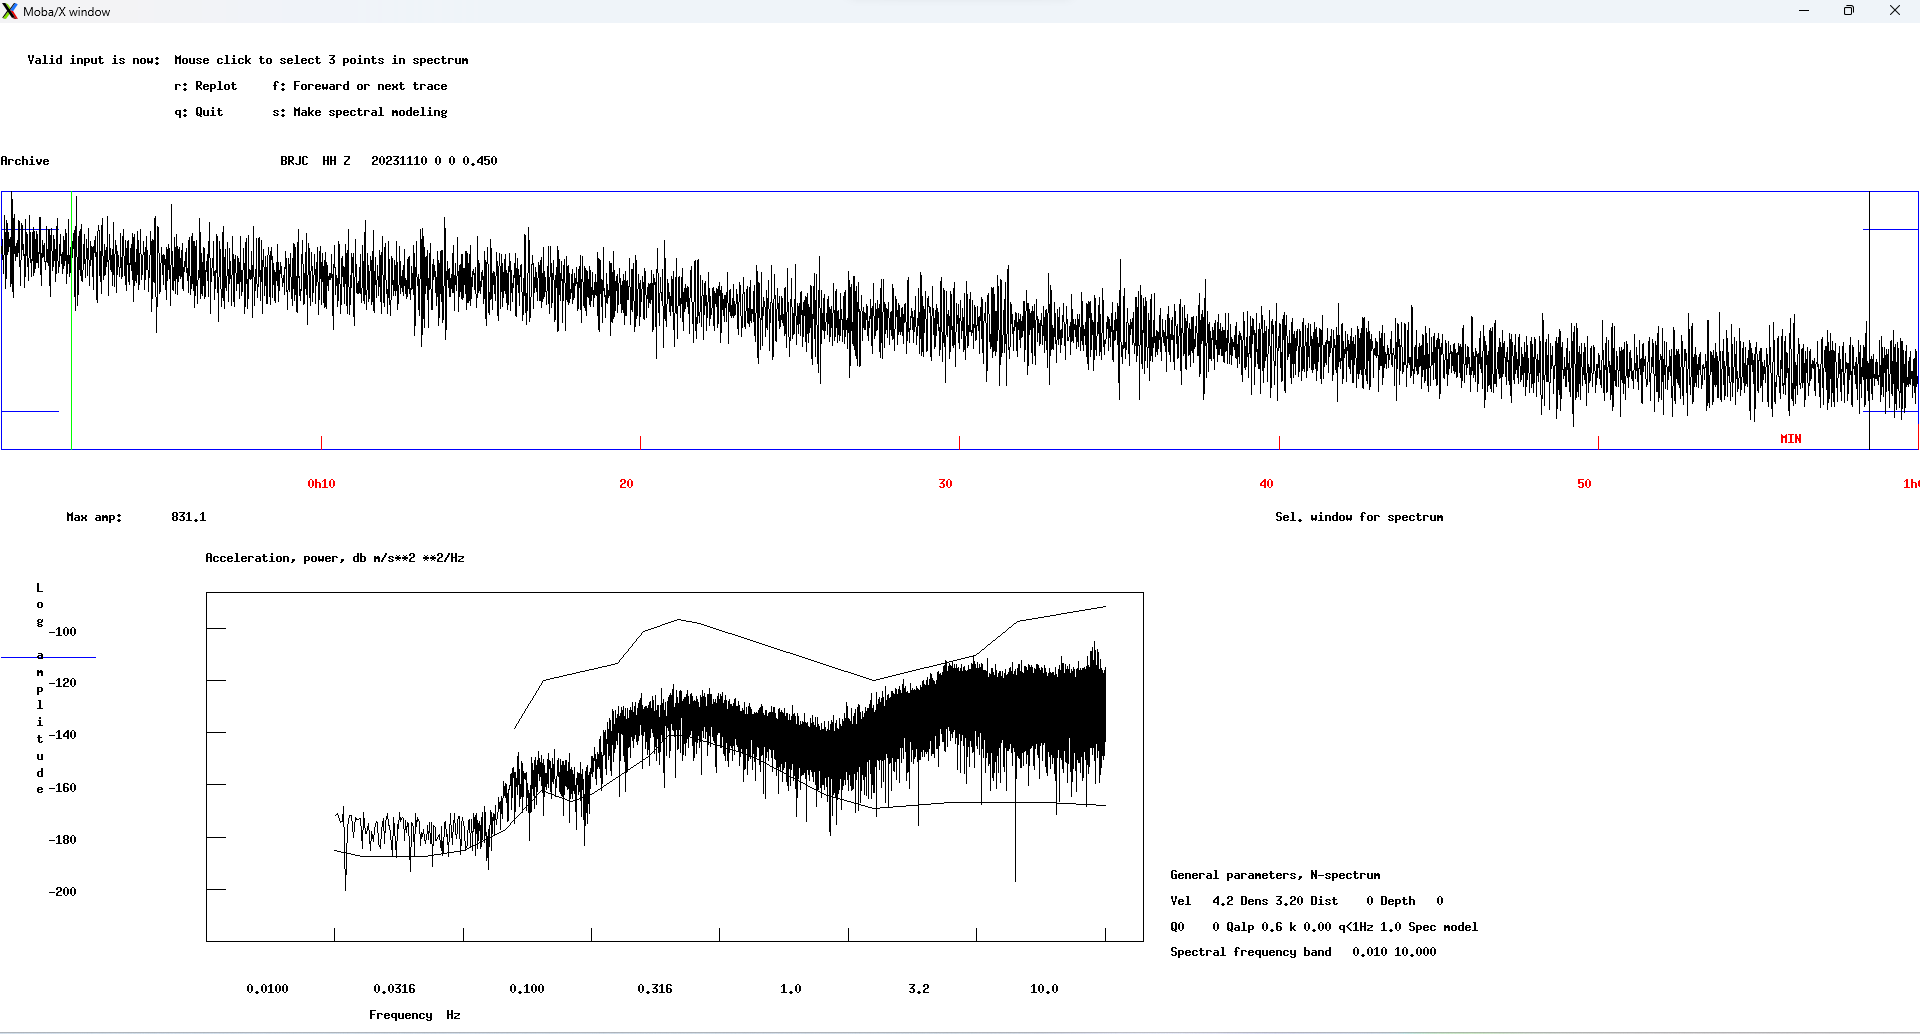 Moba/X window
Valid input is now:  Mouse click to select 3 points in spectrum
r: Replot     f: Foreward or next trace
q: Quit       s: Make spectral modeling
Archive                                 BRJC  HH Z   20231110 0 0 0.450
MIN
0h10 20 30 40 50 1h
Max amp:       831.1
Sel. window for spectrum
Acceleration, power, db m/s**2 **2/Hz
Log amplitude
-100
-120
-140
-160
-180
-200
General parameters, N-spectrum
Vel   4.2 Dens 3.20 Dist    0 Depth   0
Q0    0 Qalp 0.6 k 0.00 q<1Hz 1.0 Spec model
Spectral frequency band   0.010 10.000
0.0100 0.0316 0.100 0.316 1.0 3.2 10.0
Frequency  Hz